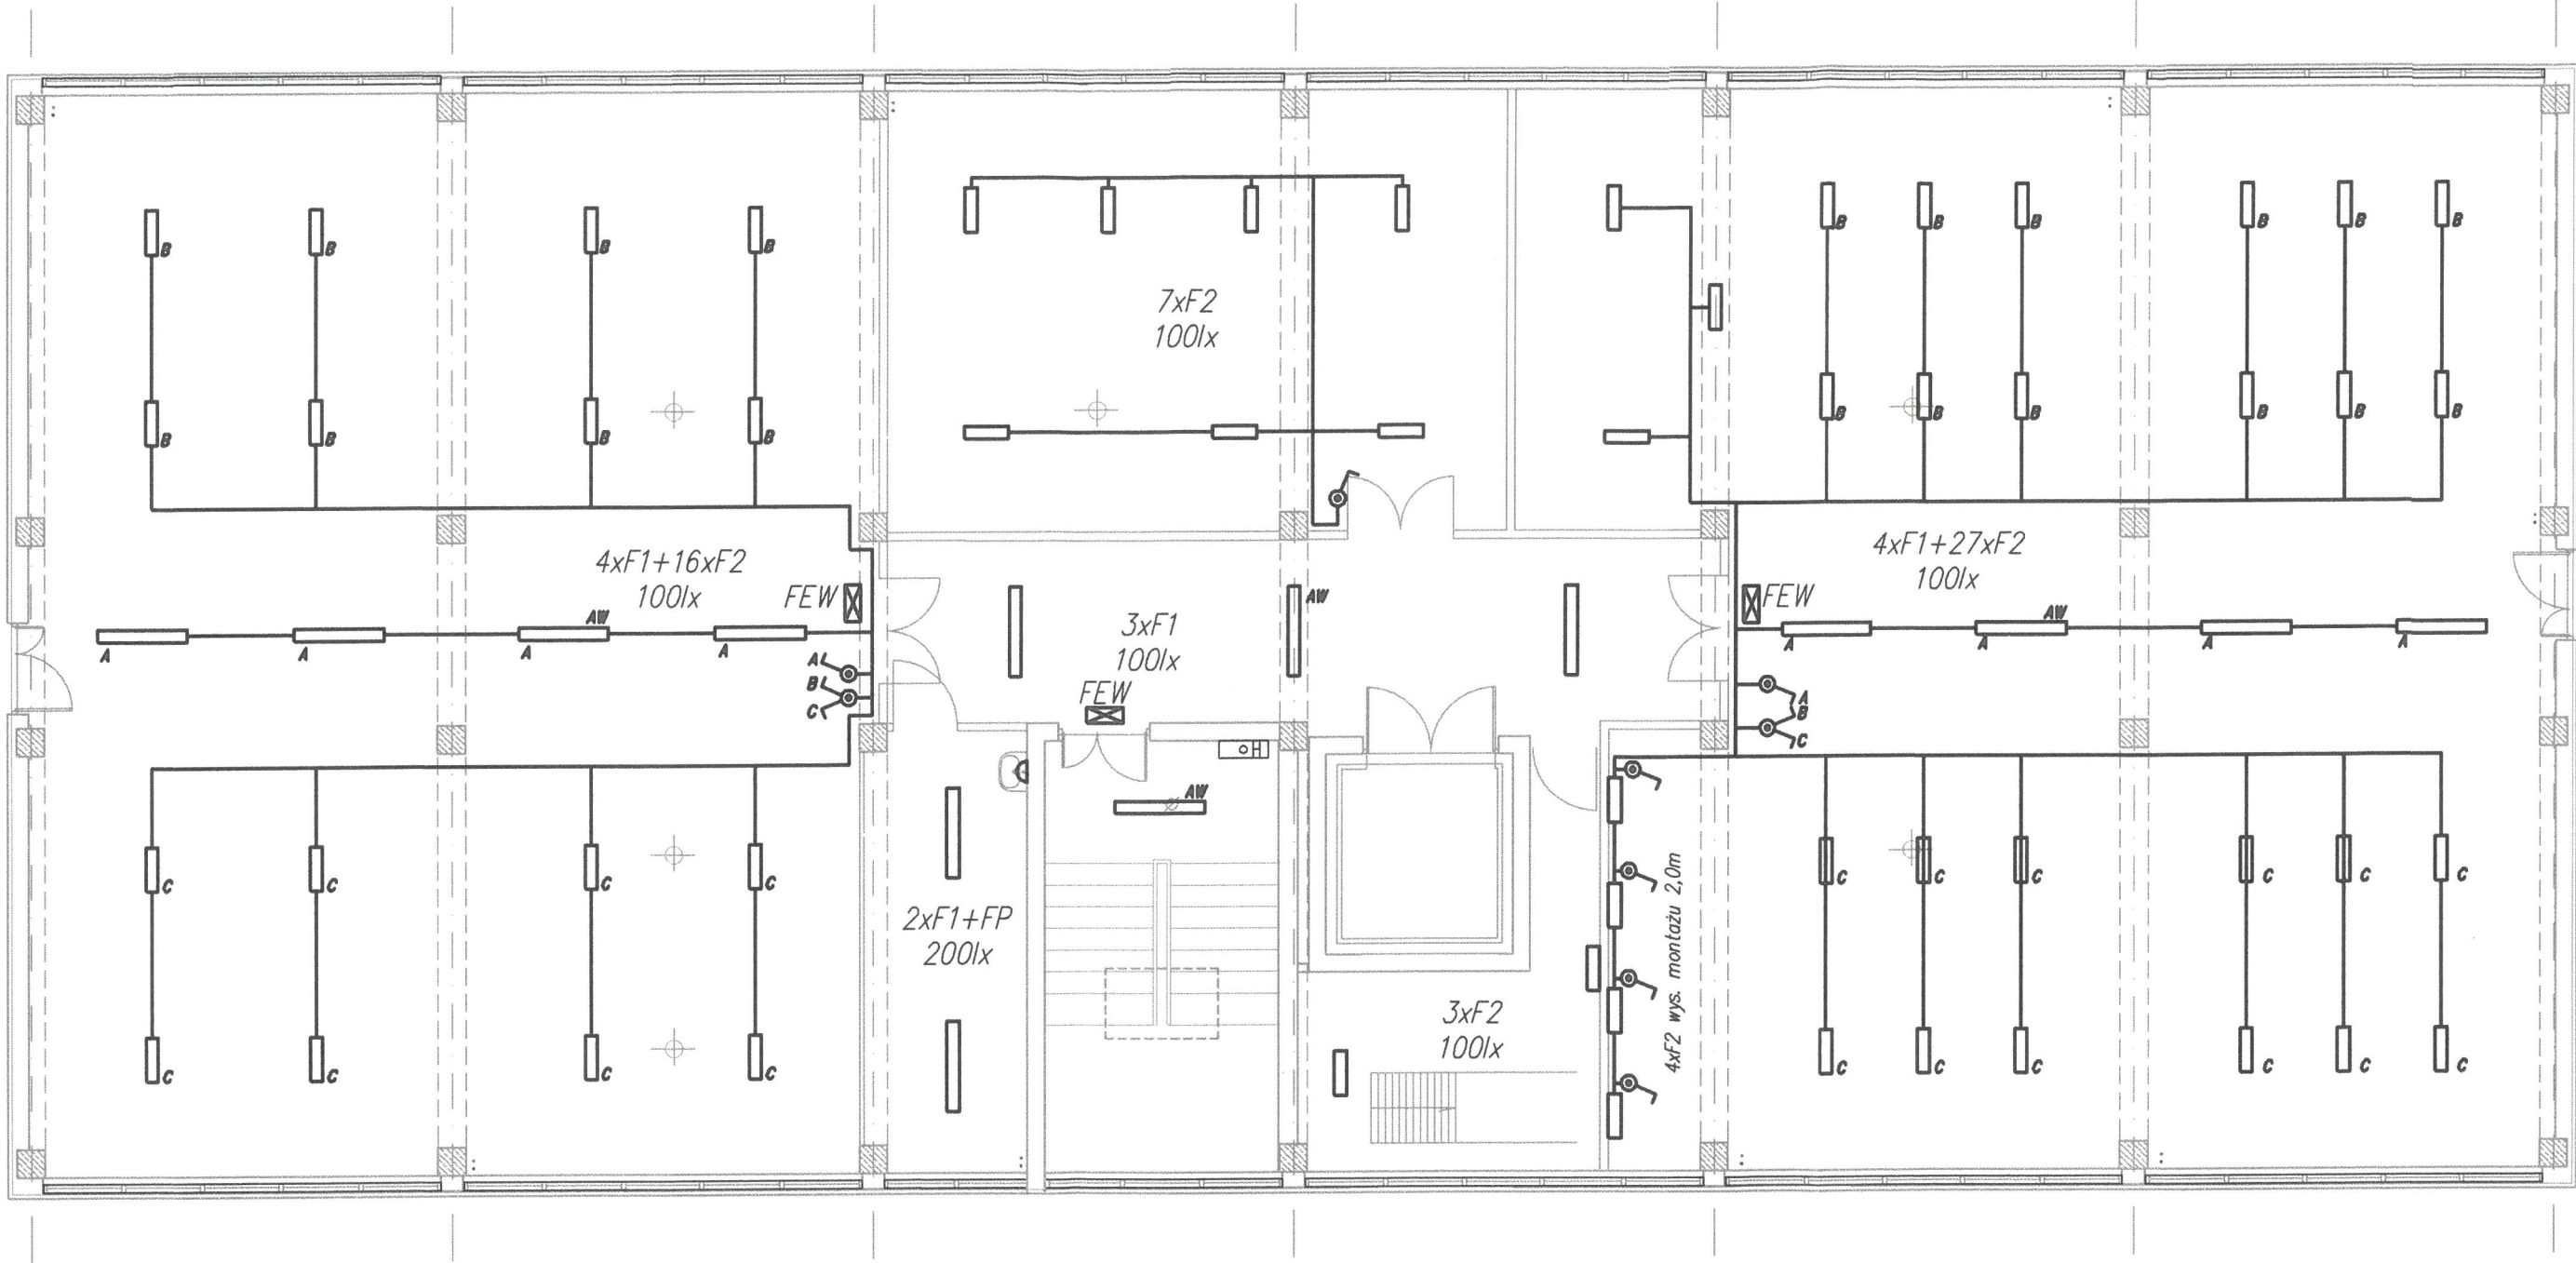 B B B B B B B B B B
7xF2
100lx
B B B B B B B B B B
4xF1+16xF2
100lx
FEW
A A A A
AW
A
B
C
3xF1
100lx
AW
FEW
4xF1+27xF2
100lx
FEW
A A A A
AW
A
B
C
AW
C C C C C C C C C C
2xF1+FP
200lx
3xF2
100lx
4xF2 wys. montażu 2,0m
C C C C C C C C C C